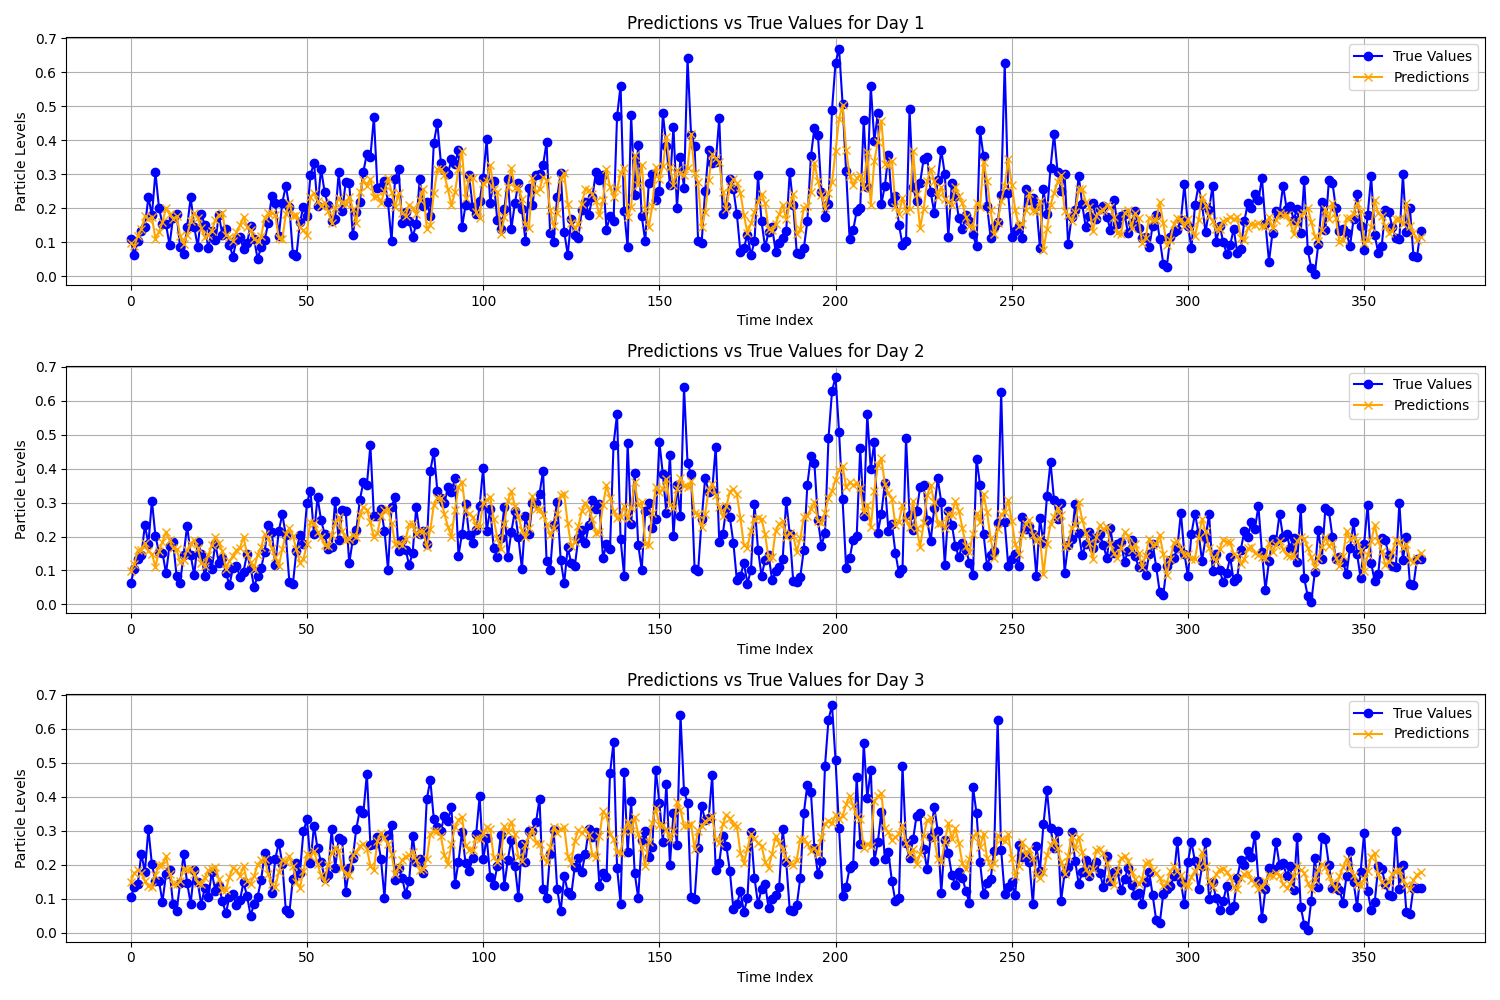 Predictions vs True Values for Day 1
0.7
0.6
0.5
0.4
0.3
0.2
0.1
0.0
Particle Levels
True Values
Predictions
0 50 100 150 200 250 300 350
Time Index
Predictions vs True Values for Day 2
0.7
0.6
0.5
0.4
0.3
0.2
0.1
0.0
Particle Levels
True Values
Predictions
0 50 100 150 200 250 300 350
Time Index
Predictions vs True Values for Day 3
0.7
0.6
0.5
0.4
0.3
0.2
0.1
0.0
Particle Levels
True Values
Predictions
0 50 100 150 200 250 300 350
Time Index